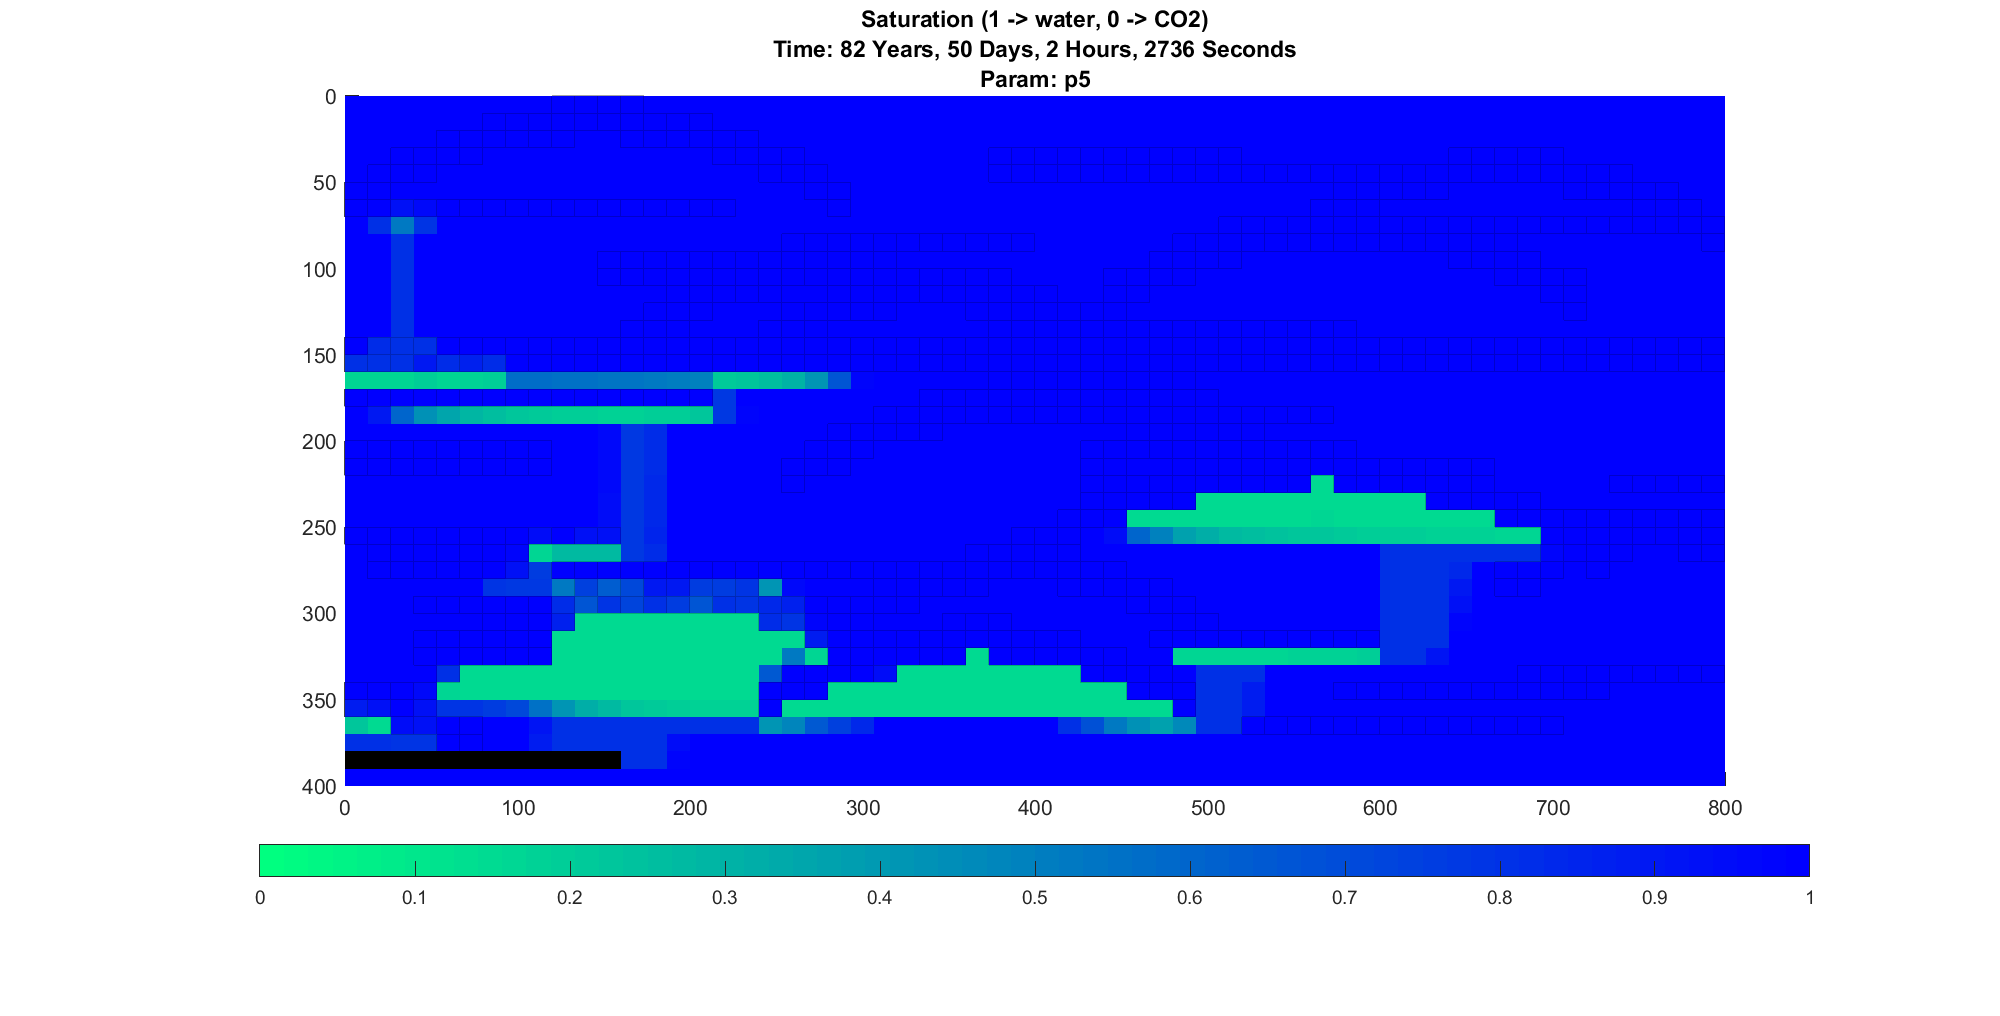 Saturation (1 -> water, 0 -> CO2)
Time: 82 Years, 50 Days, 2 Hours, 2736 Seconds
Param: p5
0
50
100
150
200
250
300
350
400
0 100 200 300 400 500 600 700 800
0 0.1 0.2 0.3 0.4 0.5 0.6 0.7 0.8 0.9 1